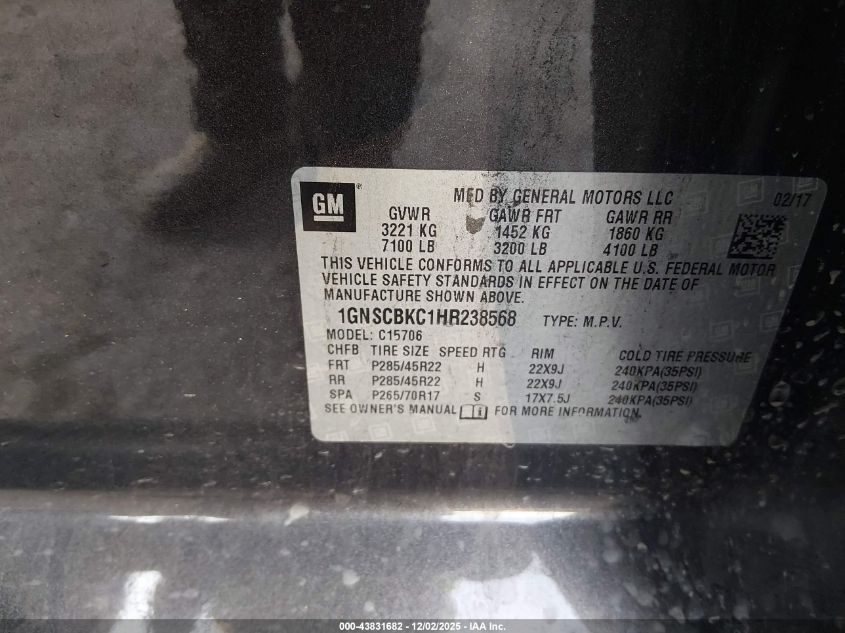 GM
MFD BY GENERAL MOTORS LLC 02/17
GVWR GAWR FRT GAWR RR
3221 KG 1452 KG 1860 KG
7100 LB 3200 LB 4100 LB
THIS VEHICLE CONFORMS TO ALL APPLICABLE U.S. FEDERAL MOTOR
VEHICLE SAFETY STANDARDS IN EFFECT ON THE DATE OF
MANUFACTURE SHOWN ABOVE.
1GNSCBKC1HR238568 TYPE: M.P.V.
MODEL: C15706
CHFB TIRE SIZE SPEED RTG RIM COLD TIRE PRESSURE
FRT P285/45R22 H 22X9J 240KPA(35PSI)
RR P285/45R22 H 22X9J 240KPA(35PSI)
SPA P265/70R17 S 17X7.5J 240KPA(35PSI)
SEE OWNER'S MANUAL FOR MORE INFORMATION.
000-43831682 - 12/02/2025 - IAA Inc.